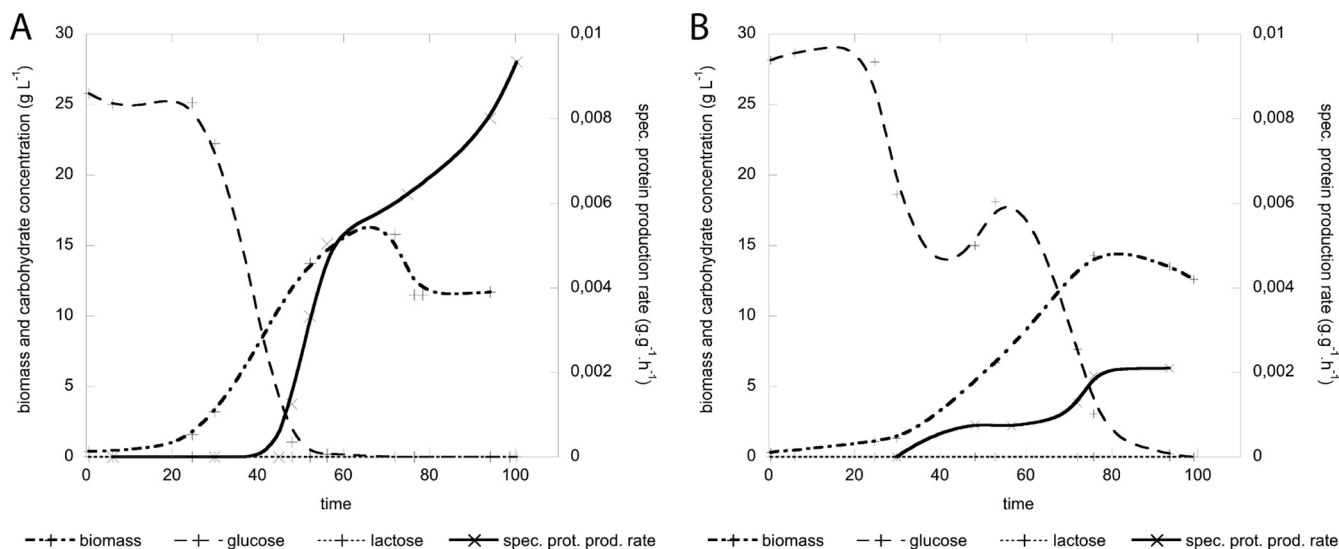 A
biomass and carbohydrate concentration (g L⁻¹)
30
25
20
15
10
5
0
0,01
0,008
0,006
0,004
0,002
0
spec. protein production rate (g.g⁻¹.h⁻¹)
0 20 40 60 80 100
time
biomass glucose lactose spec. prot. prod. rate
B
biomass and carbohydrate concentration (g L⁻¹)
30
25
20
15
10
5
0
0,01
0,008
0,006
0,004
0,002
0
spec. protein production rate (g.g⁻¹.h⁻¹)
0 20 40 60 80 100
time
biomass glucose lactose spec. prot. prod. rate